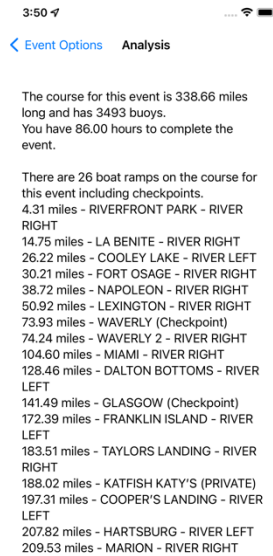 3:50
Event Options Analysis
The course for this event is 338.66 miles
long and has 3493 buoys.
You have 86.00 hours to complete the
event.
There are 26 boat ramps on the course for
this event including checkpoints.
4.31 miles - RIVERFRONT PARK - RIVER
RIGHT
14.75 miles - LA BENITE - RIVER RIGHT
26.22 miles - COOLEY LAKE - RIVER LEFT
30.21 miles - FORT OSAGE - RIVER RIGHT
38.72 miles - NAPOLEON - RIVER RIGHT
50.92 miles - LEXINGTON - RIVER RIGHT
73.93 miles - WAVERLY (Checkpoint)
74.24 miles - WAVERLY 2 - RIVER RIGHT
104.60 miles - MIAMI - RIVER RIGHT
128.46 miles - DALTON BOTTOMS - RIVER
LEFT
141.49 miles - GLASGOW (Checkpoint)
172.39 miles - FRANKLIN ISLAND - RIVER
LEFT
183.51 miles - TAYLORS LANDING - RIVER
RIGHT
188.02 miles - KATFISH KATY'S (PRIVATE)
197.31 miles - COOPER'S LANDING - RIVER
LEFT
207.82 miles - HARTSBURG - RIVER LEFT
209.53 miles - MARION - RIVER RIGHT